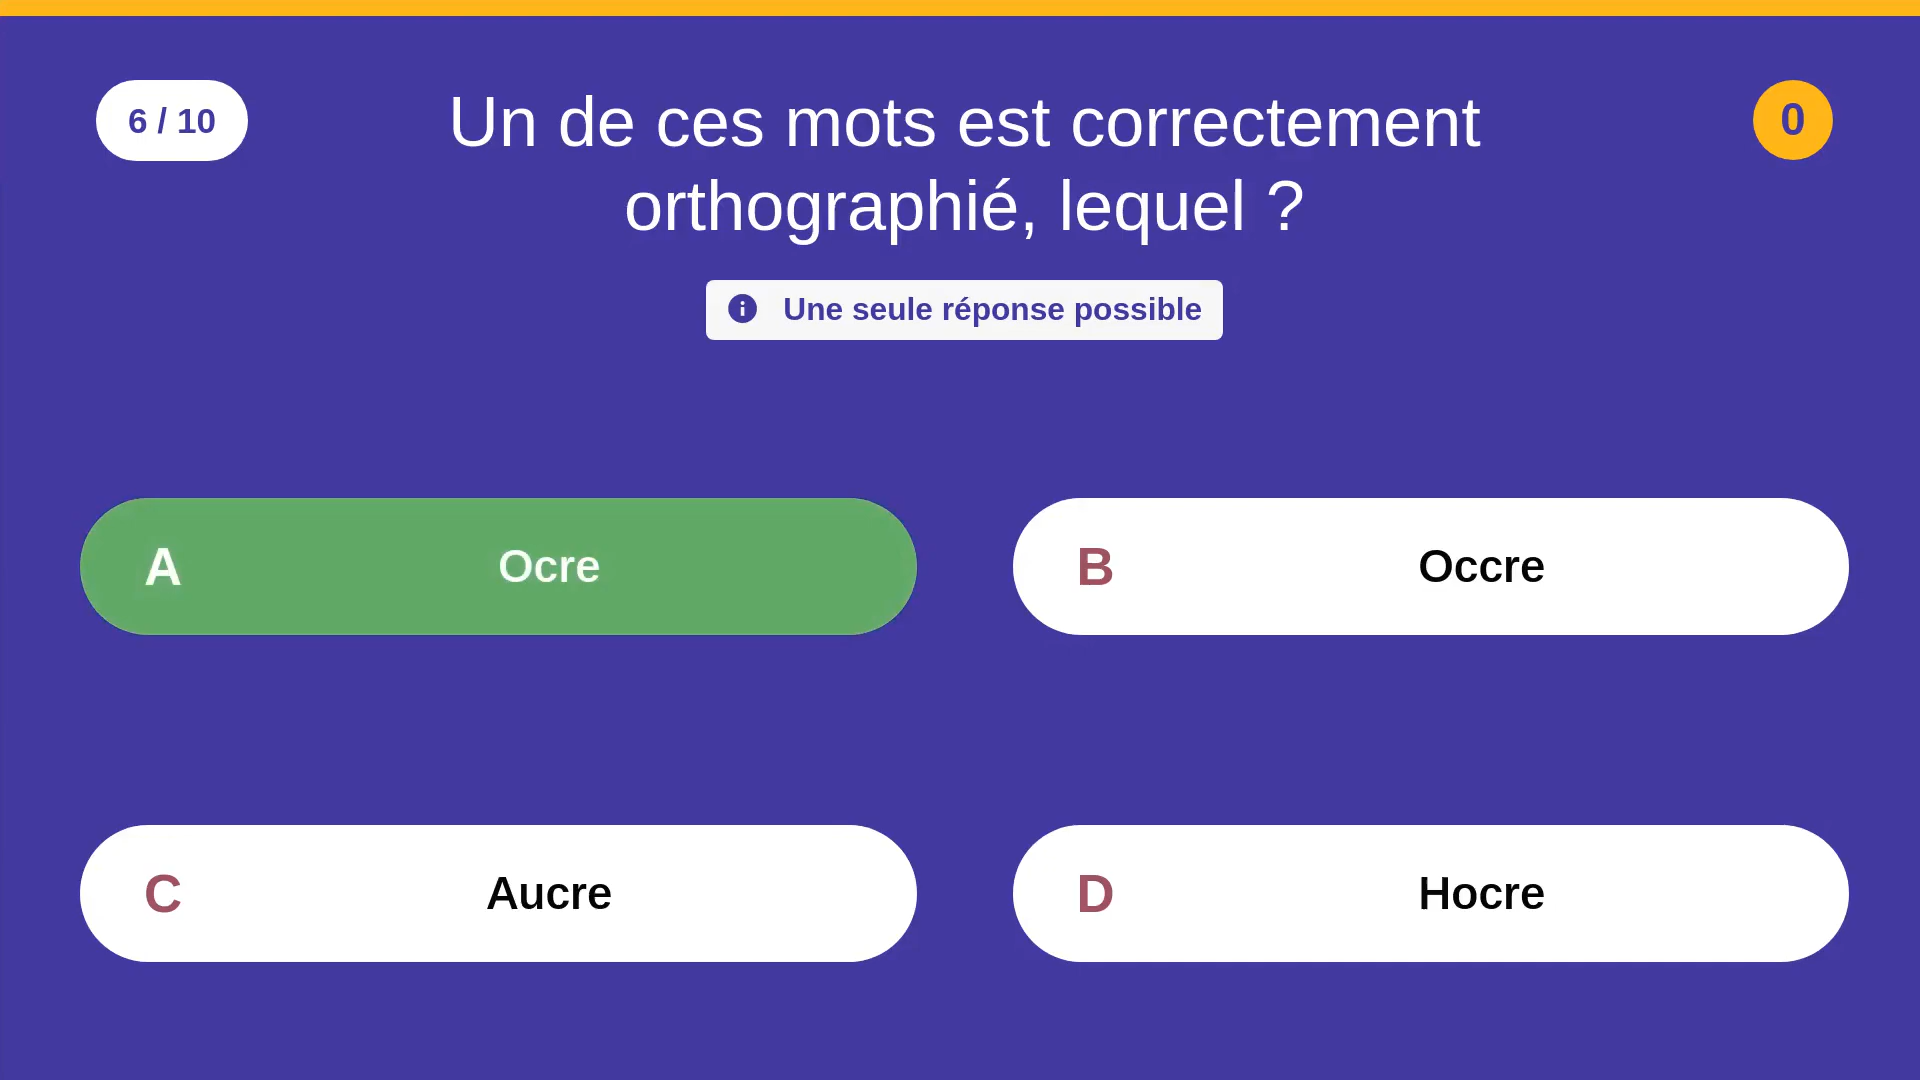 6 / 10
Un de ces mots est correctement
orthographié, lequel ?
0
Une seule réponse possible
A Ocre
B Occre
C Aucre
D Hocre